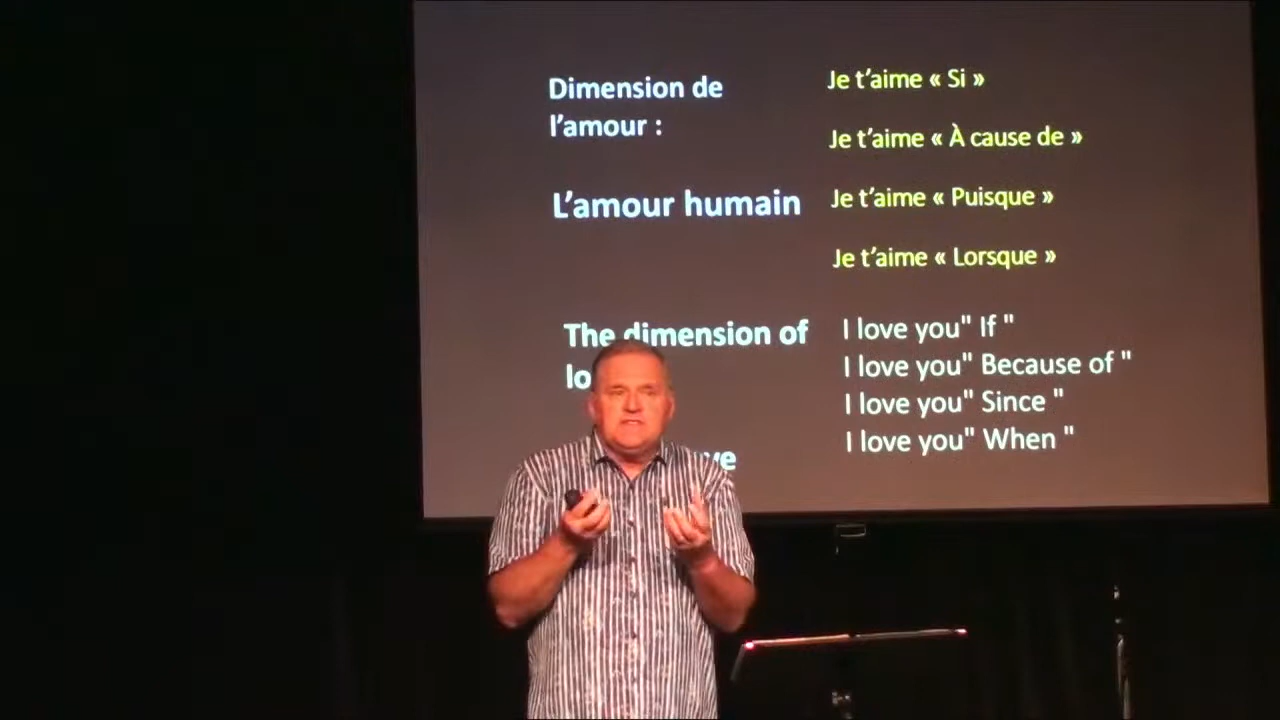 Dimension de
l'amour :
L'amour humain
Je t'aime « Si »
Je t'aime « À cause de »
Je t'aime « Puisque »
Je t'aime « Lorsque »
The dimension of
I love you" If "
I love you" Because of "
I love you" Since "
I love you" When "